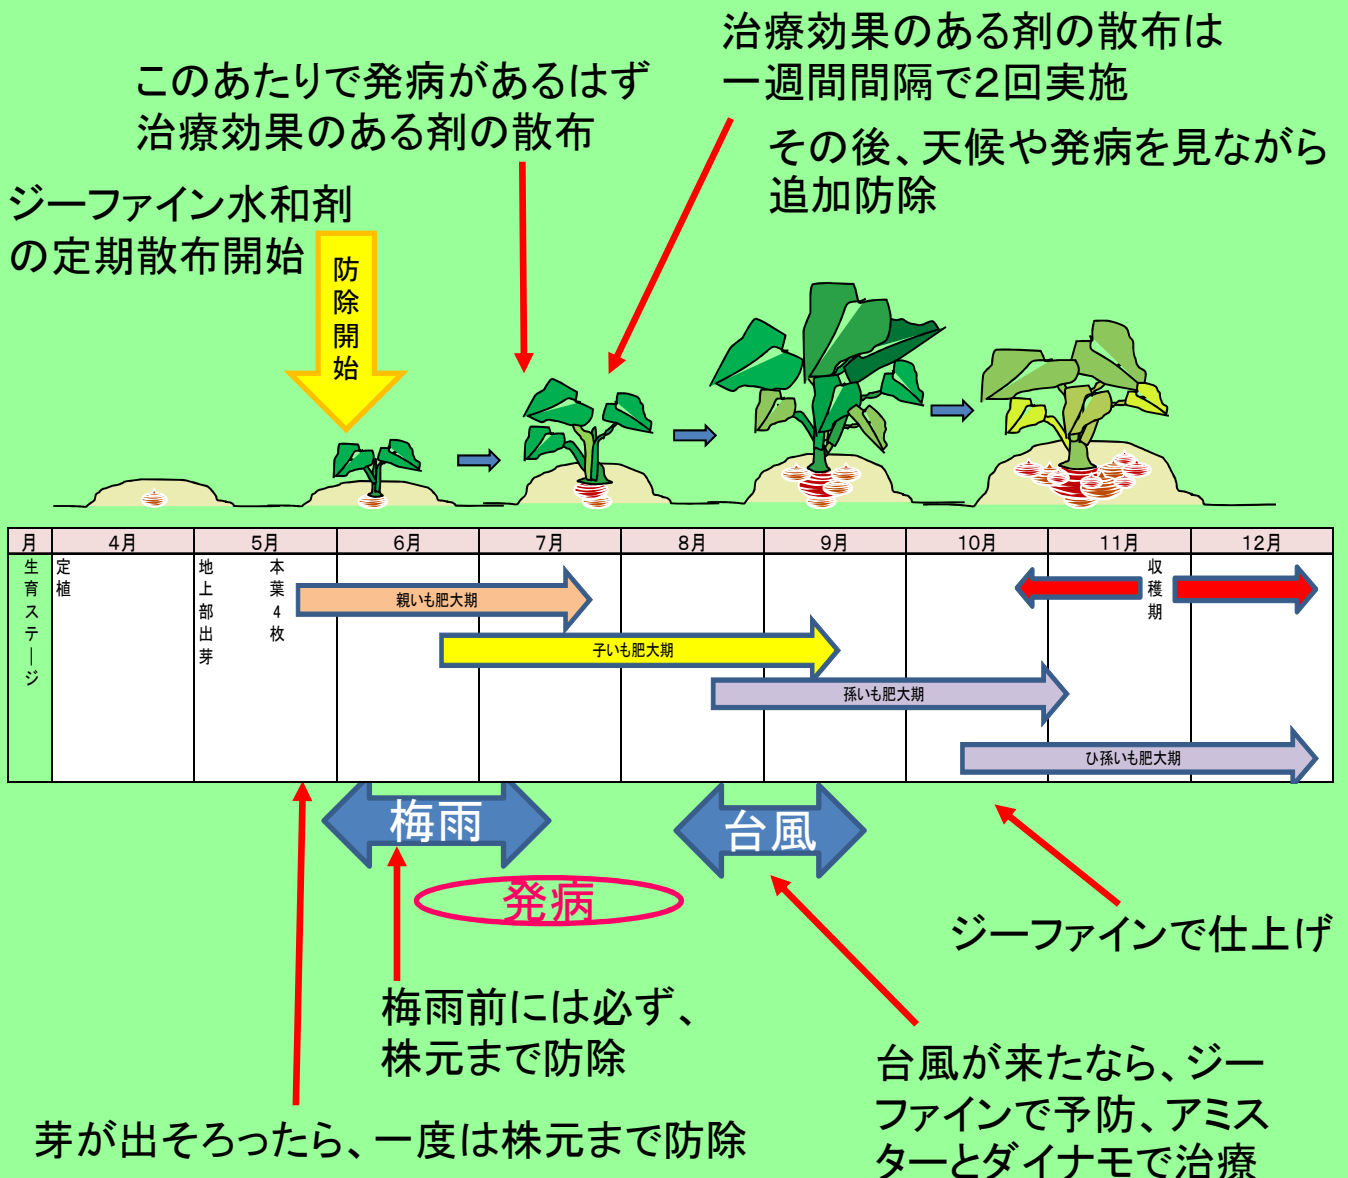 治療効果のある剤の散布は
一週間間隔で2回実施
このあたりで発病があるはず
治療効果のある剤の散布
その後、天候や発病を見ながら
追加防除
ジーファイン水和剤
の定期散布開始
防除開始
月 4月 5月 6月 7月 8月 9月 10月 11月 12月
生育ステージ
定植
地上部出芽
本葉4枚
収穫期
親いも肥大期
子いも肥大期
孫いも肥大期
ひ孫いも肥大期
梅雨
台風
発病
ジーファインで仕上げ
梅雨前には必ず、
株元まで防除
台風が来たなら、ジー
ファインで予防、アミス
ターとダイナモで治療
芽が出そろったら、一度は株元まで防除